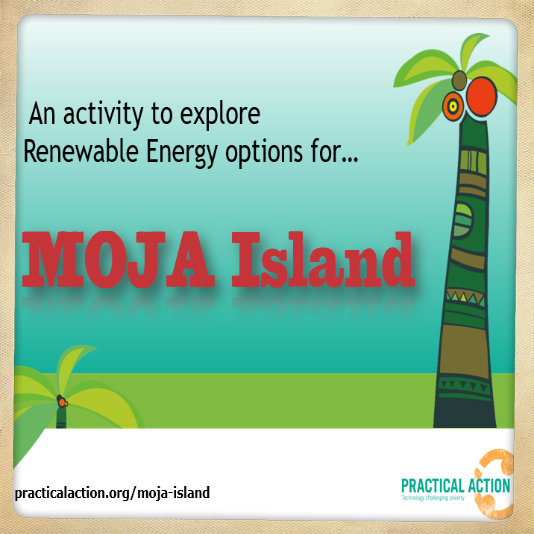 An activity to explore
Renewable Energy options for...
MOJA Island
practicalaction.org/moja-island
PRACTICAL ACTION
Technology challenging poverty